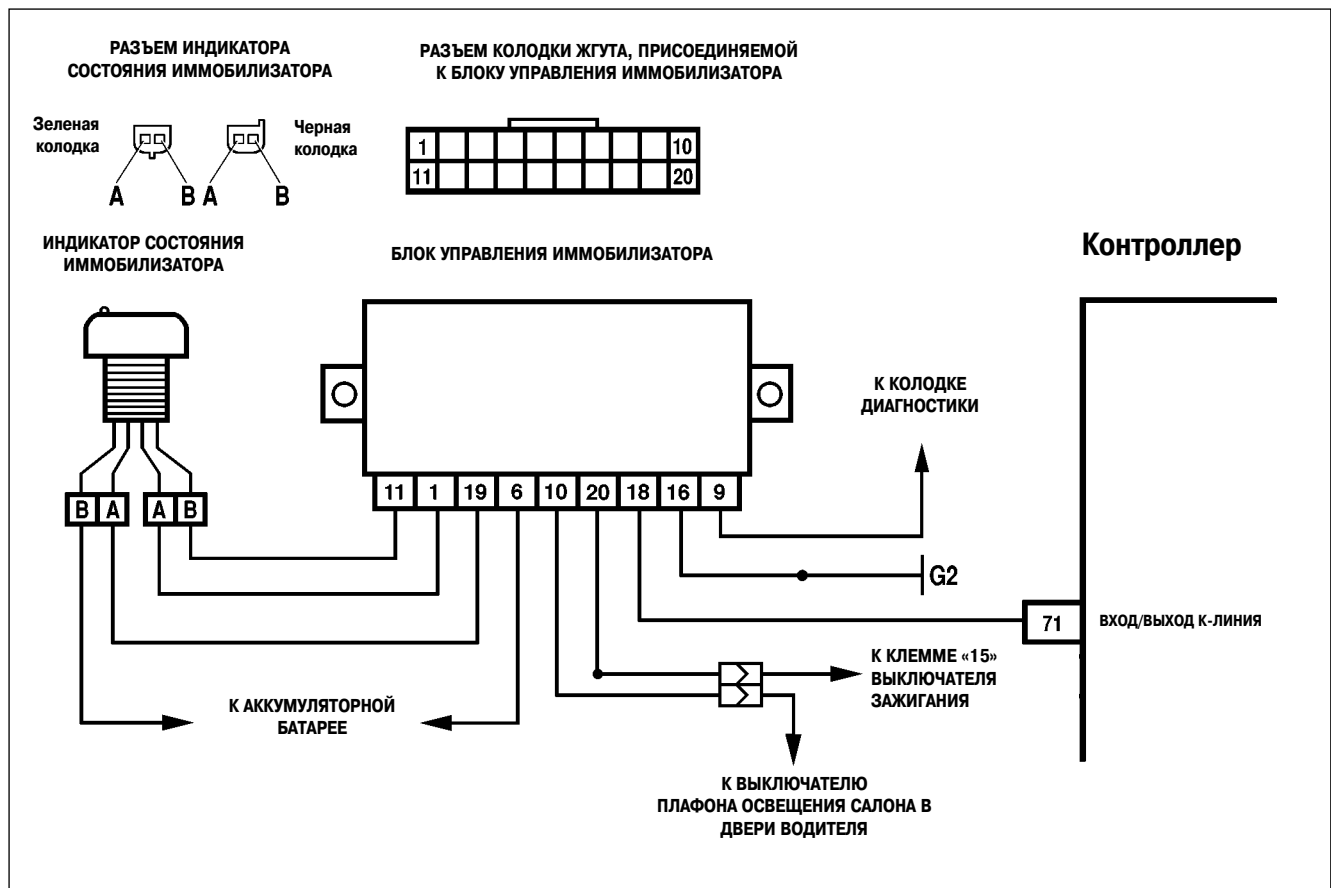 РАЗЪЕМ ИНДИКАТОРА
СОСТОЯНИЯ ИММОБИЛИЗАТОРА
РАЗЪЕМ КОЛОДКИ ЖГУТА, ПРИСОЕДИНЯЕМОЙ
К БЛОКУ УПРАВЛЕНИЯ ИММОБИЛИЗАТОРА
Зеленая
колодка
Черная
колодка
A B A B
1 10
11 20
ИНДИКАТОР СОСТОЯНИЯ
ИММОБИЛИЗАТОРА
БЛОК УПРАВЛЕНИЯ ИММОБИЛИЗАТОРА
Контроллер
К КОЛОДКЕ
ДИАГНОСТИКИ
B A A B
11 1 19 6 10 20 18 16 9
G2
71
ВХОД/ВЫХОД К-ЛИНИЯ
К КЛЕММЕ «15»
ВЫКЛЮЧАТЕЛЯ
ЗАЖИГАНИЯ
К АККУМУЛЯТОРНОЙ
БАТАРЕЕ
К ВЫКЛЮЧАТЕЛЮ
ПЛАФОНА ОСВЕЩЕНИЯ САЛОНА В
ДВЕРИ ВОДИТЕЛЯ